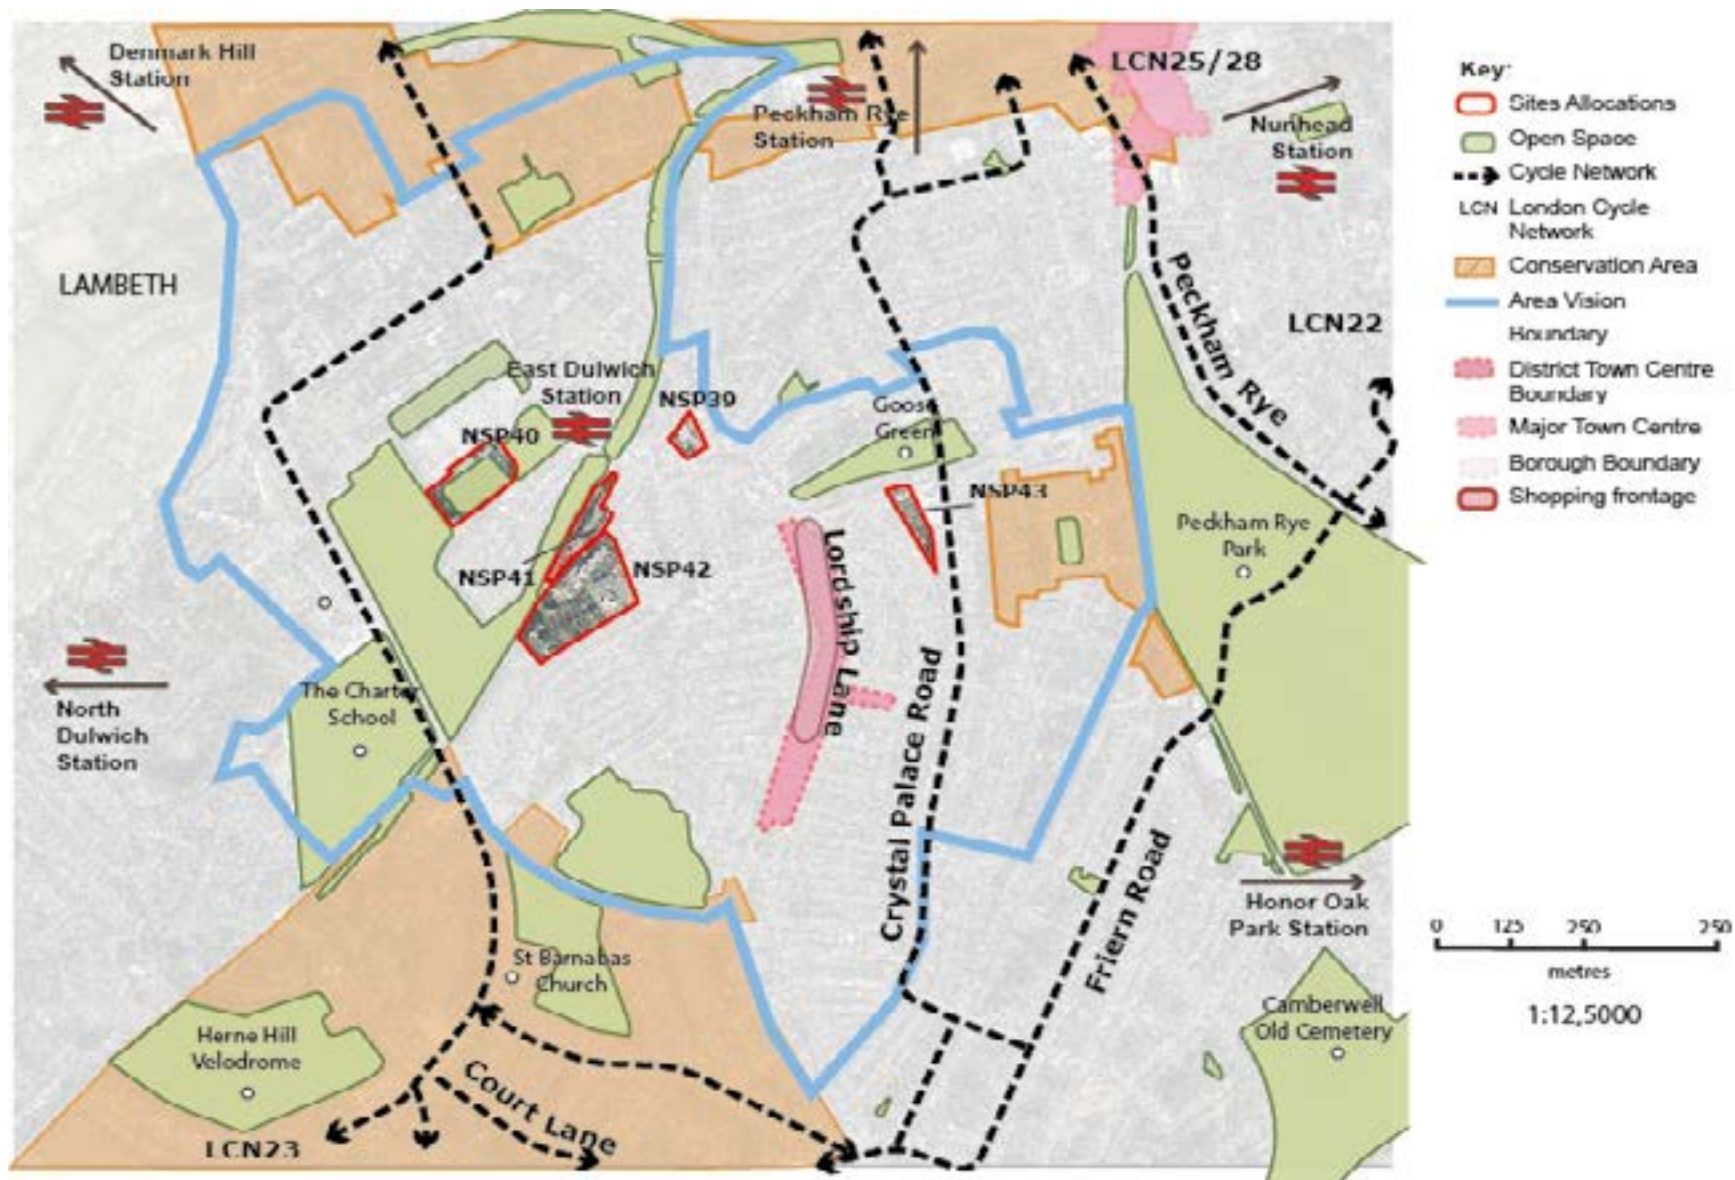 Denmark Hill
Station
LCN25/28
Peckham Rye
Station
Nunhead
Station
LAMBETH
Peckham Rye
LCN22
East Dulwich
Station
NSP39
NSP40
Goose
Green
NSP43
Peckham Rye
Park
NSP41
NSP42
Lordship Lane
North
Dulwich
Station
The Charter
School
Crystal Palace Road
Friern Road
Honor Oak
Park Station
St Barnabas
Church
Camberwell
Old Cemetery
Herne Hill
Velodrome
Court Lane
LCN23
Key:
Sites Allocations
Open Space
Cycle Network
LCN London Cycle
Network
Conservation Area
Area Vision
Boundary
District Town Centre
Boundary
Major Town Centre
Borough Boundary
Shopping frontage
0 125 250 250
metres
1:12,5000